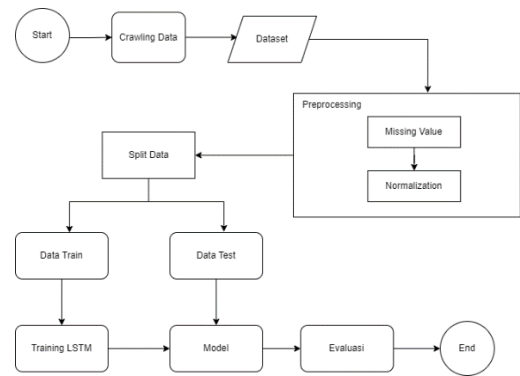 Start
Crawling Data
Dataset
Preprocessing
Missing Value
Normalization
Split Data
Data Train
Data Test
Training LSTM
Model
Evaluasi
End